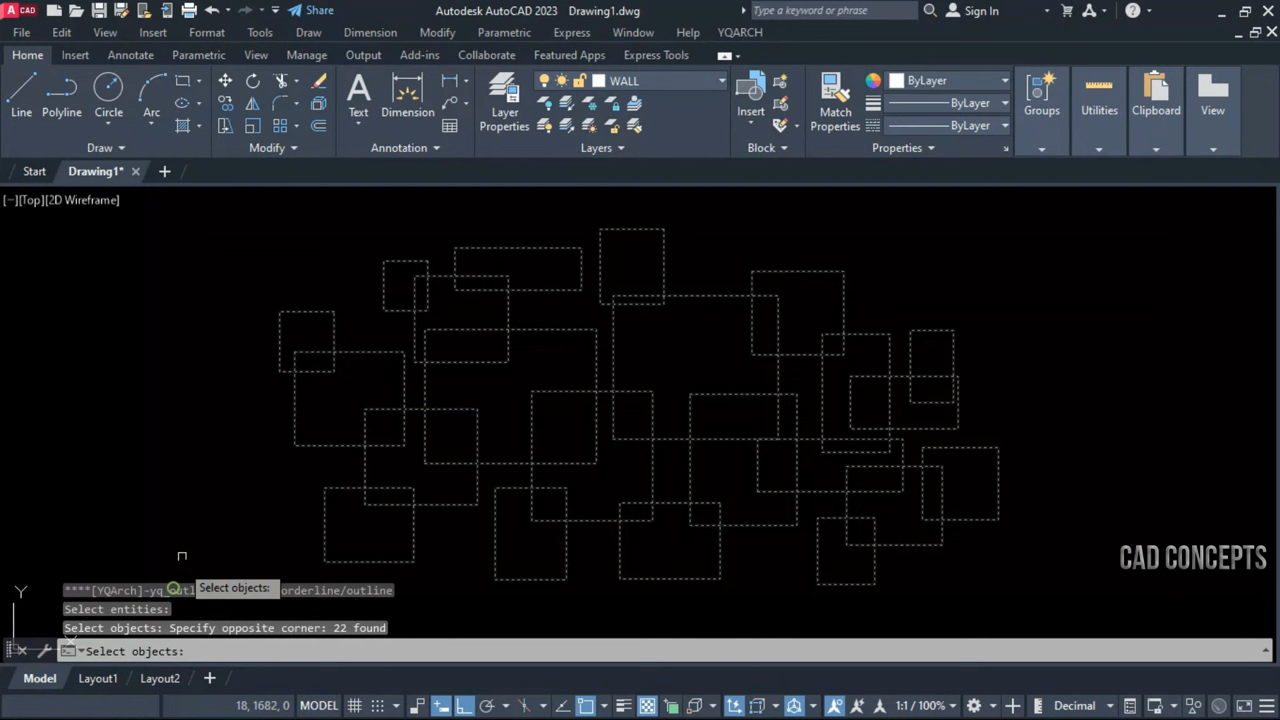 CAD
Share
Autodesk AutoCAD 2023 Drawing1.dwg
Type a keyword or phrase
Sign In
File Edit View Insert Format Tools Draw Dimension Modify Parametric Express Window Help YQARCH
Home Insert Annotate Parametric View Manage Output Add-ins Collaborate Featured Apps Express Tools
WALL
ByLayer
Line Polyline Circle Arc
Text Dimension
Layer
Properties
Insert
Match
Properties
ByLayer
ByLayer
Groups Utilities Clipboard View
Draw Modify Annotation Layers Block Properties
Start Drawing1*
[−][Top][2D Wireframe]
CAD CONCEPTS
Y
****[YQArch]-yq
Select objects:
orderline/outline
Select entities:
Select objects: Specify opposite corner: 22 found
Select objects:
Model Layout1 Layout2
18, 1682, 0 MODEL 1:1 / 100% Decimal